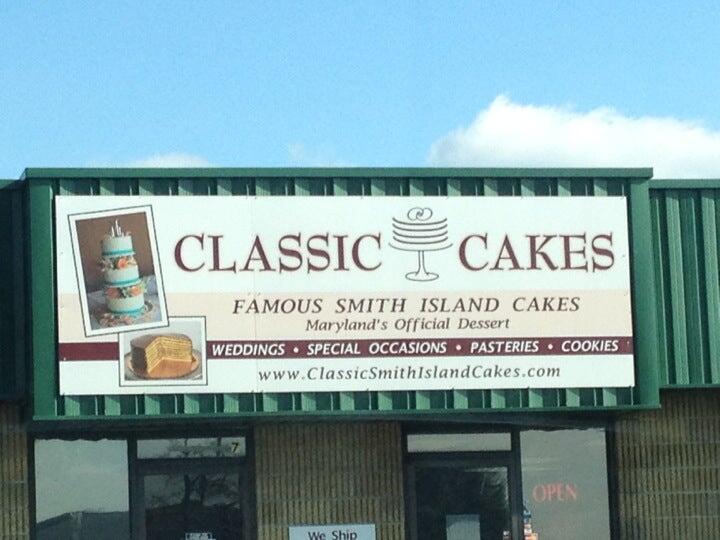 CLASSIC CAKES
FAMOUS SMITH ISLAND CAKES
Maryland's Official Dessert
WEDDINGS • SPECIAL OCCASIONS • PASTERIES • COOKIES
www.ClassicSmithIslandCakes.com
7
OPEN
We Ship